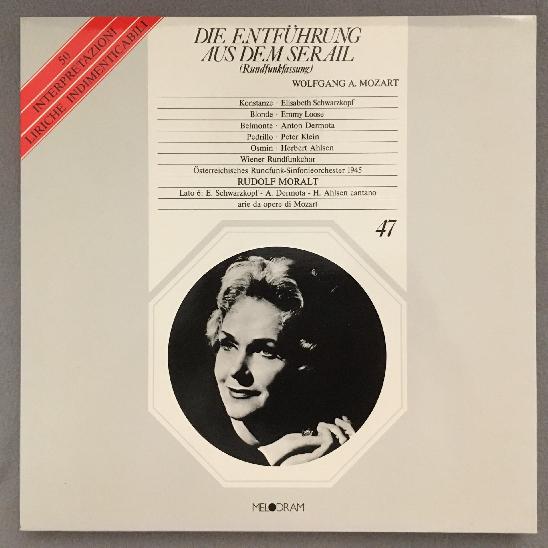 50
INTERPRETAZIONI
LIRICHE INDIMENTICABILI
DIE ENTFÜHRUNG
AUS DEM SERAIL
(Rundfunkfassung)
WOLFGANG A. MOZART
Konstanze · Elisabeth Schwarzkopf
Blonde · Emmy Loose
Belmonte · Anton Dermota
Pedrillo · Peter Klein
Osmin · Herbert Ahlsen
Wiener Rundfunkchor
Österreichisches Rundfunk-Sinfonieorchester 1945
RUDOLF MORALT
Lato 6: E. Schwarzkopf - A. Dermota - H. Ahlsen cantano
arie da opere di Mozart
47
MELODRAM